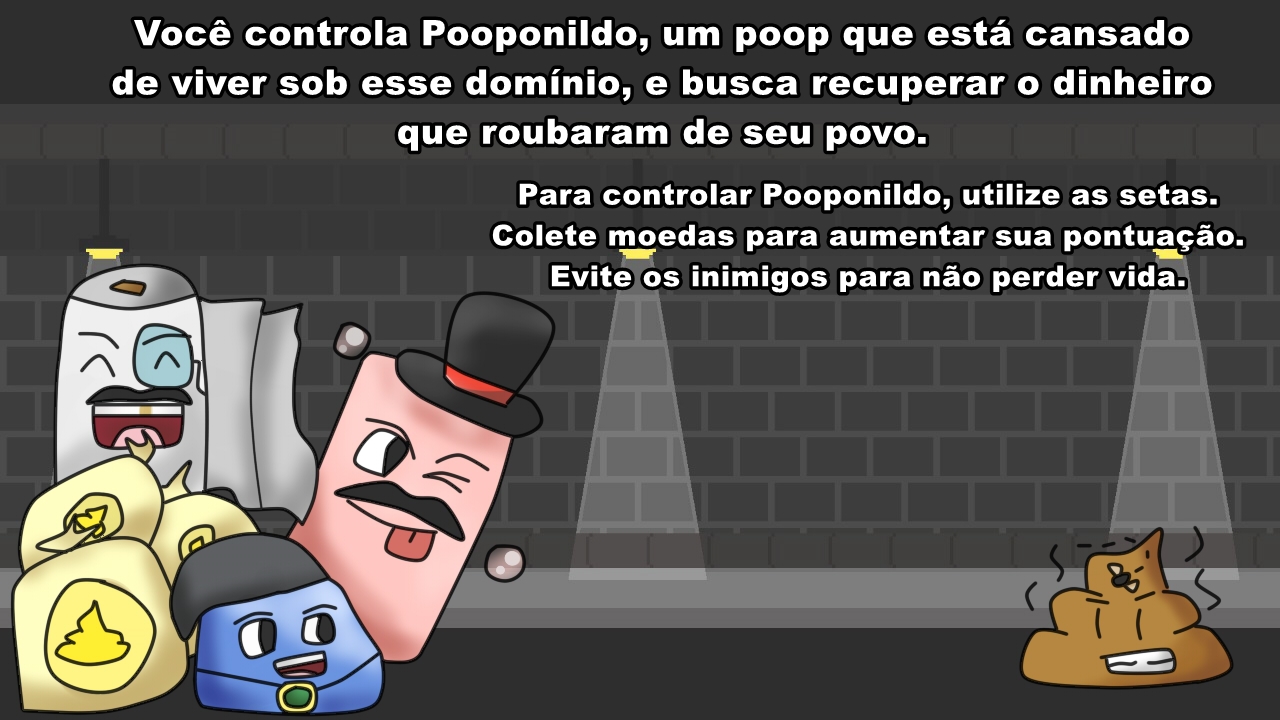 Você controla Pooponildo, um poop que está cansado
de viver sob esse domínio, e busca recuperar o dinheiro
que roubaram de seu povo.
Para controlar Pooponildo, utilize as setas.
Colete moedas para aumentar sua pontuação.
Evite os inimigos para não perder vida.